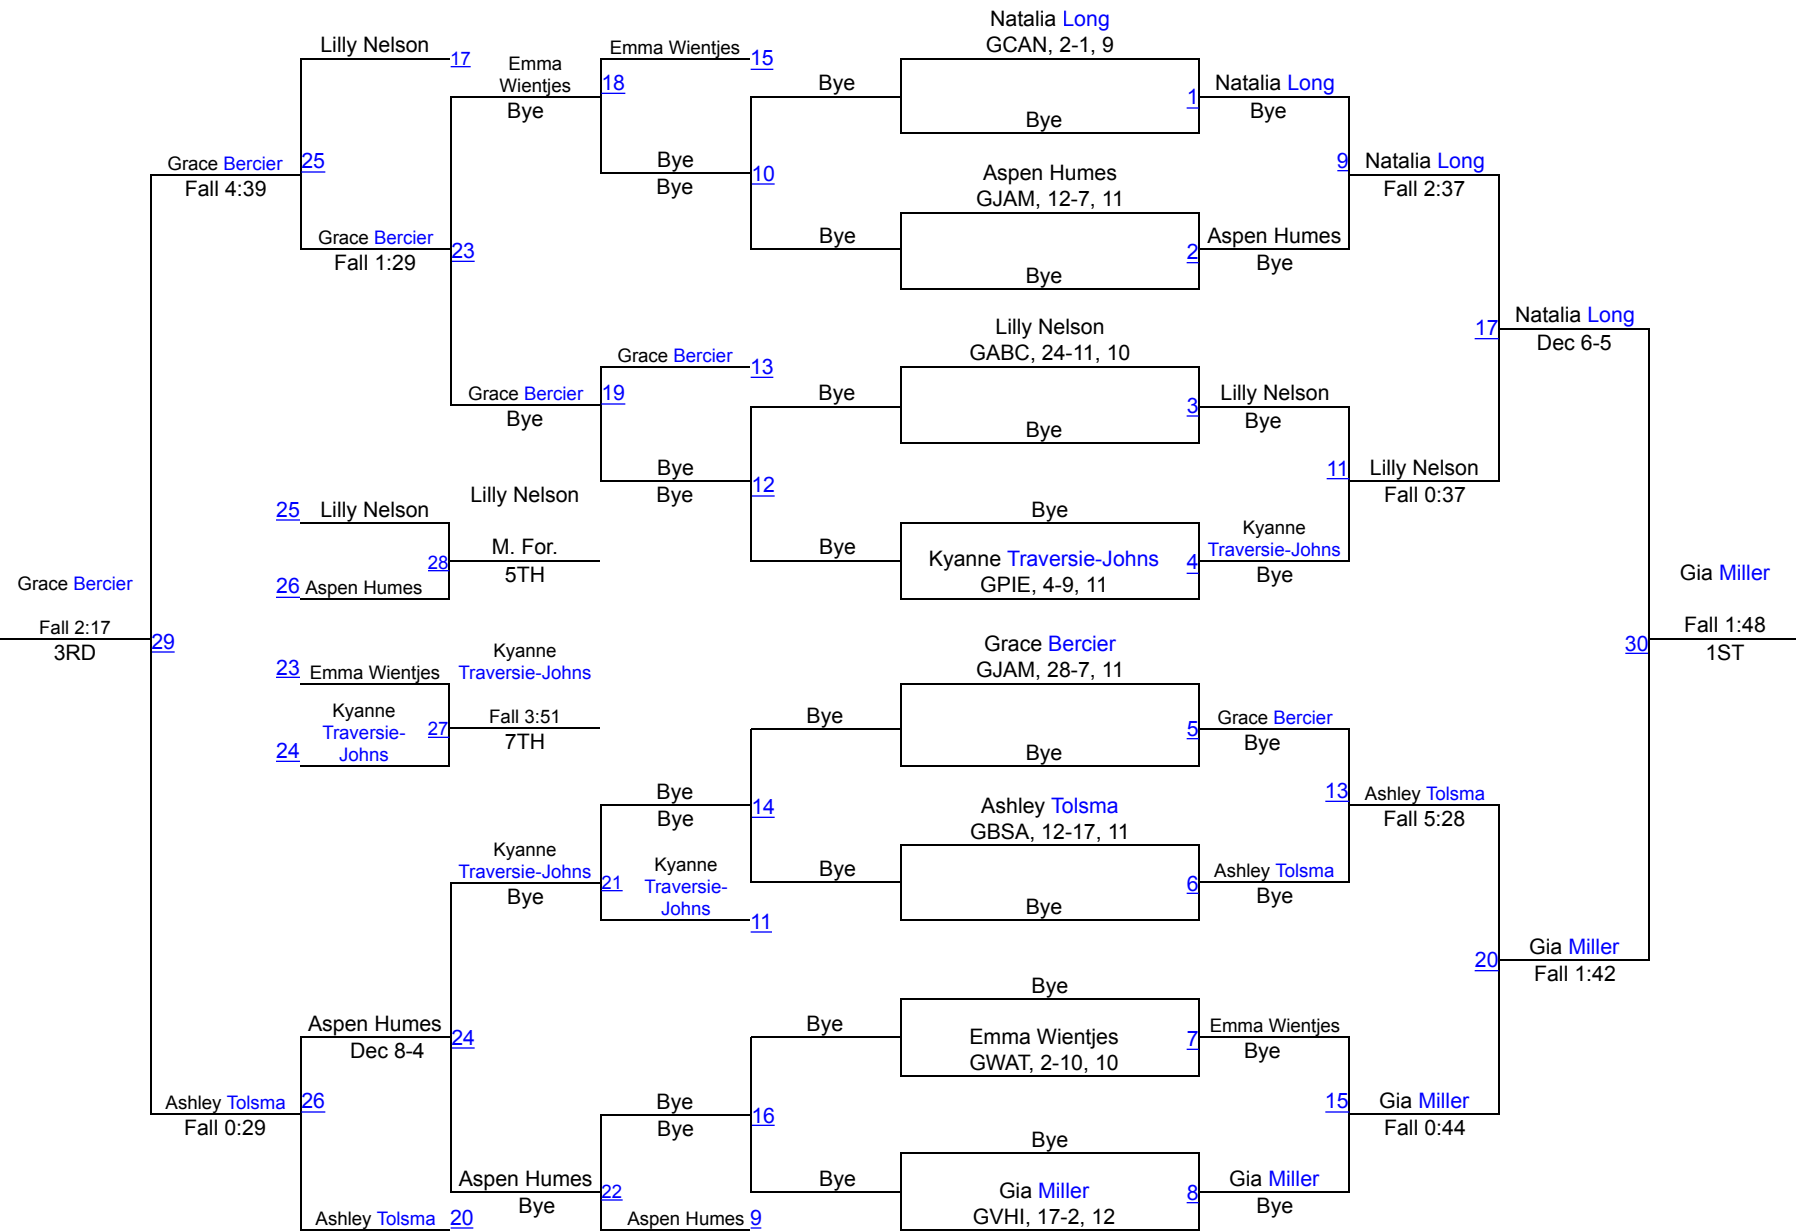 Natalia Long
GCAN, 2-1, 9
Lilly Nelson
17
Emma
Wientjes
Bye
Emma Wientjes
15
18
Bye
Bye
1
Natalia Long
Bye
Grace Bercier
Fall 4:39
25
Bye
Bye
10
Aspen Humes
GJAM, 12-7, 11
9
Natalia Long
Fall 2:37
Grace Bercier
Fall 1:29
23
Bye
Bye
2
Aspen Humes
Bye
Lilly Nelson
GABC, 24-11, 10
17
Natalia Long
Dec 6-5
Grace Bercier
13
Grace Bercier
Bye
19
Bye
Bye
3
Lilly Nelson
Bye
Bye
Bye
12
11
Lilly Nelson
Fall 0:37
25
Lilly Nelson
Lilly Nelson
28
M. For.
5TH
26
Aspen Humes
Bye
Bye
Kyanne Traversie-Johns
GPIE, 4-9, 11
4
Kyanne
Traversie-Johns
Bye
Grace Bercier
Fall 2:17
3RD
29
Gia Miller
Fall 1:48
1ST
30
23
Emma Wientjes
Kyanne
Traversie-Johns
Kyanne
Traversie-
Johns
27
Fall 3:51
7TH
24
Grace Bercier
GJAM, 28-7, 11
Bye
Bye
5
Grace Bercier
Bye
Bye
Bye
14
Ashley Tolsma
GBSA, 12-17, 11
13
Ashley Tolsma
Fall 5:28
Kyanne
Traversie-Johns
Bye
21
Kyanne
Traversie-
Johns
11
Bye
Bye
6
Ashley Tolsma
Bye
20
Gia Miller
Fall 1:42
Aspen Humes
Dec 8-4
24
Bye
Bye
Emma Wientjes
GWAT, 2-10, 10
7
Emma Wientjes
Bye
Ashley Tolsma
Fall 0:29
26
Bye
Bye
16
15
Gia Miller
Fall 0:44
Aspen Humes
Bye
22
Bye
Bye
Gia Miller
GVHI, 17-2, 12
8
Gia Miller
Bye
Ashley Tolsma
20
Aspen Humes
9